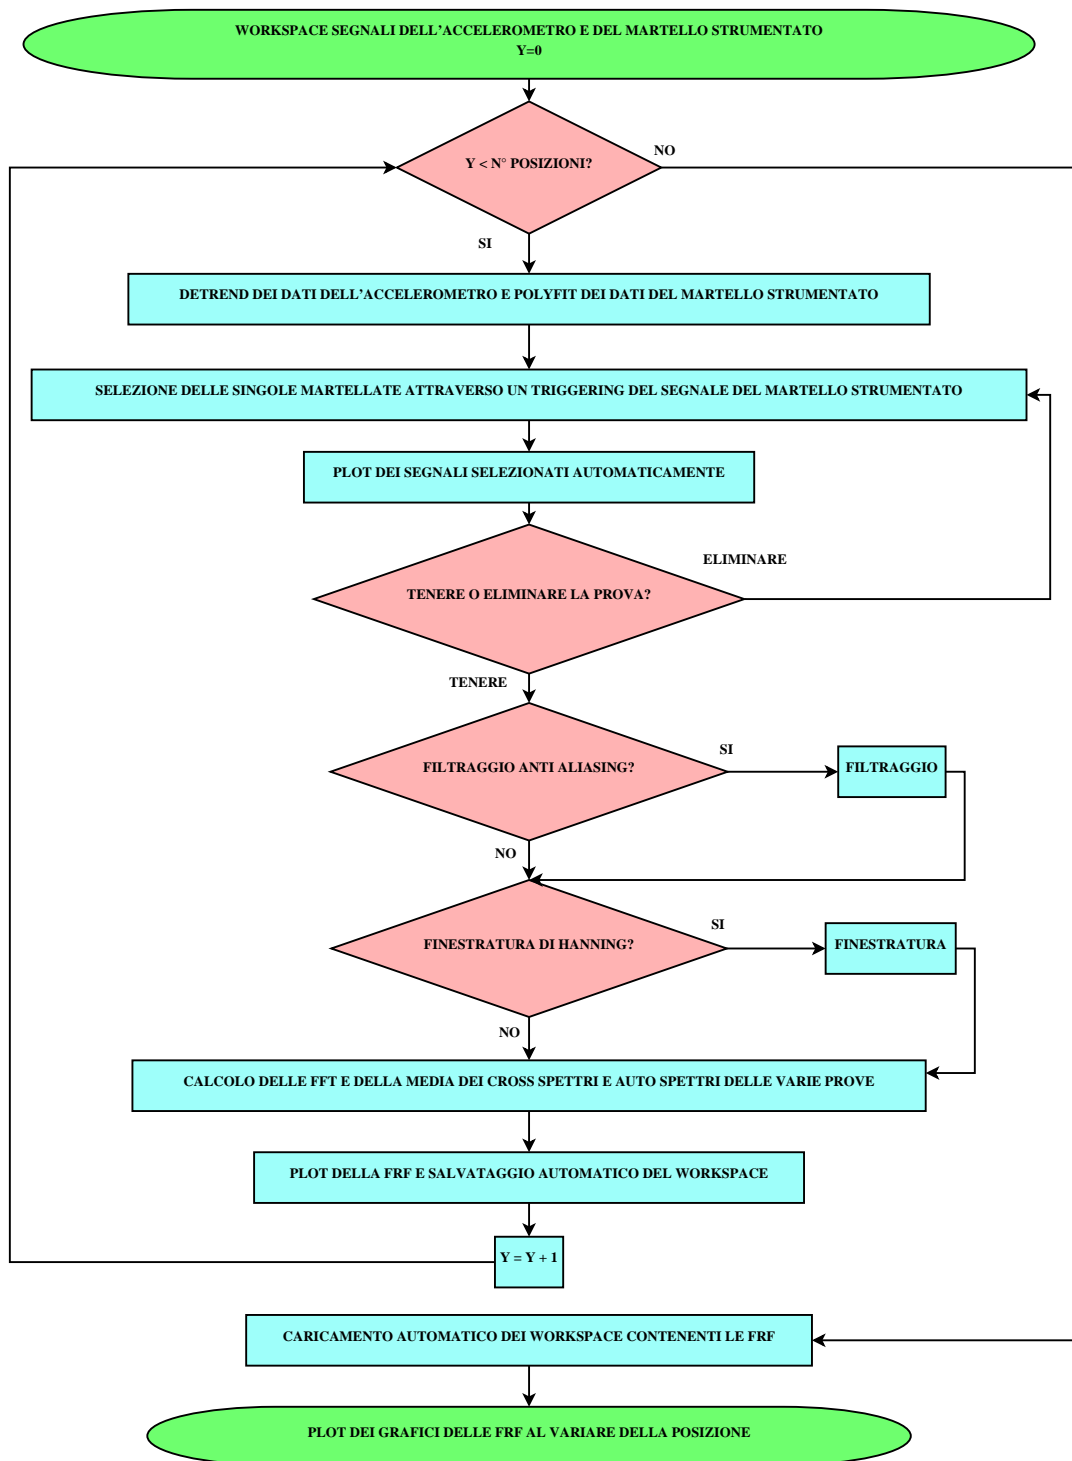 WORKSPACE SEGNALI DELL'ACCELEROMETRO E DEL MARTELLO STRUMENTATO
Y=0
Y < N° POSIZIONI?
NO
SI
DETREND DEI DATI DELL'ACCELEROMETRO E POLYFIT DEI DATI DEL MARTELLO STRUMENTATO
SELEZIONE DELLE SINGOLE MARTELLATE ATTRAVERSO UN TRIGGERING DEL SEGNALE DEL MARTELLO STRUMENTATO
PLOT DEI SEGNALI SELEZIONATI AUTOMATICAMENTE
ELIMINARE
TENERE O ELIMINARE LA PROVA?
TENERE
SI
FILTRAGGIO ANTI ALIASING?
FILTRAGGIO
NO
SI
FINESTRATURA DI HANNING?
FINESTRATURA
NO
CALCOLO DELLE FFT E DELLA MEDIA DEI CROSS SPETTRI E AUTO SPETTRI DELLE VARIE PROVE
PLOT DELLA FRF E SALVATAGGIO AUTOMATICO DEL WORKSPACE
Y = Y + 1
CARICAMENTO AUTOMATICO DEI WORKSPACE CONTENENTI LE FRF
PLOT DEI GRAFICI DELLE FRF AL VARIARE DELLA POSIZIONE